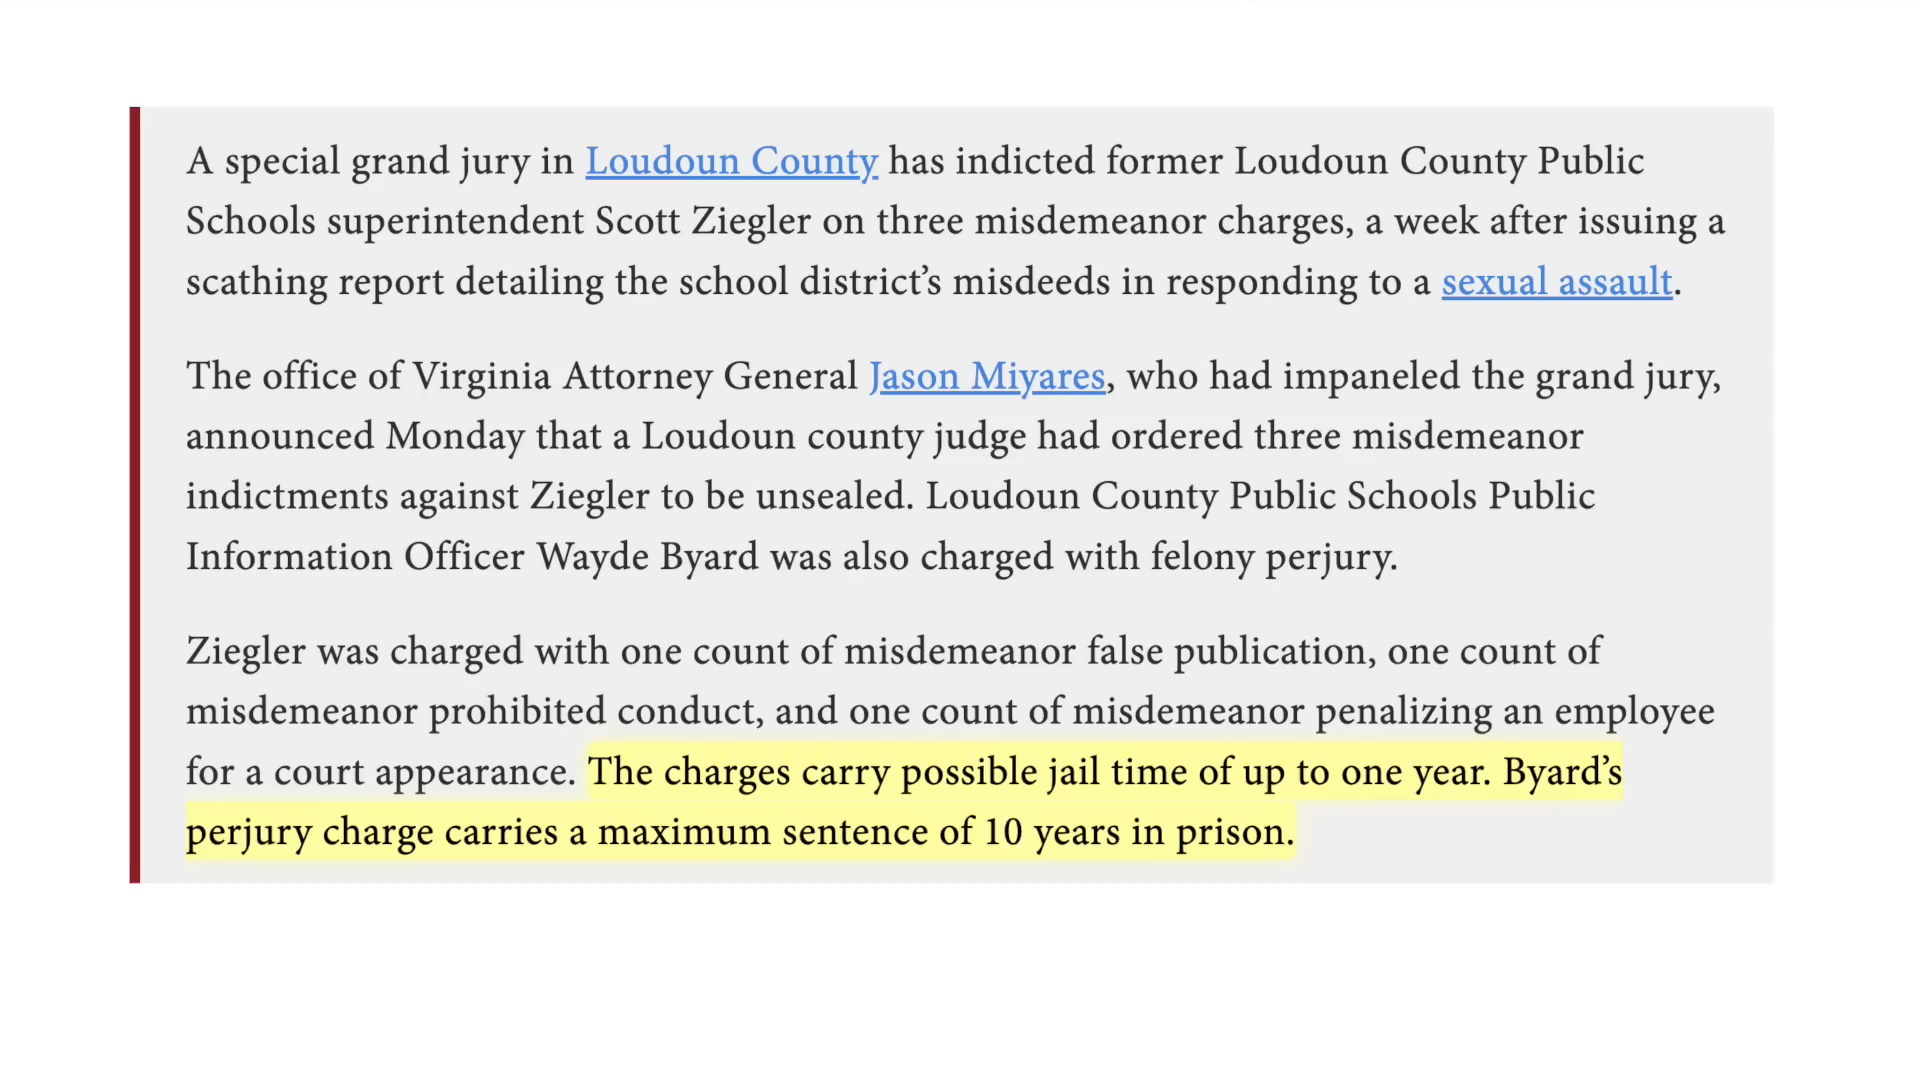 A special grand jury in Loudoun County has indicted former Loudoun County Public
Schools superintendent Scott Ziegler on three misdemeanor charges, a week after issuing a
scathing report detailing the school district’s misdeeds in responding to a sexual assault.
The office of Virginia Attorney General Jason Miyares, who had impaneled the grand jury,
announced Monday that a Loudoun county judge had ordered three misdemeanor
indictments against Ziegler to be unsealed. Loudoun County Public Schools Public
Information Officer Wayde Byard was also charged with felony perjury.
Ziegler was charged with one count of misdemeanor false publication, one count of
misdemeanor prohibited conduct, and one count of misdemeanor penalizing an employee
for a court appearance. The charges carry possible jail time of up to one year. Byard’s
perjury charge carries a maximum sentence of 10 years in prison.